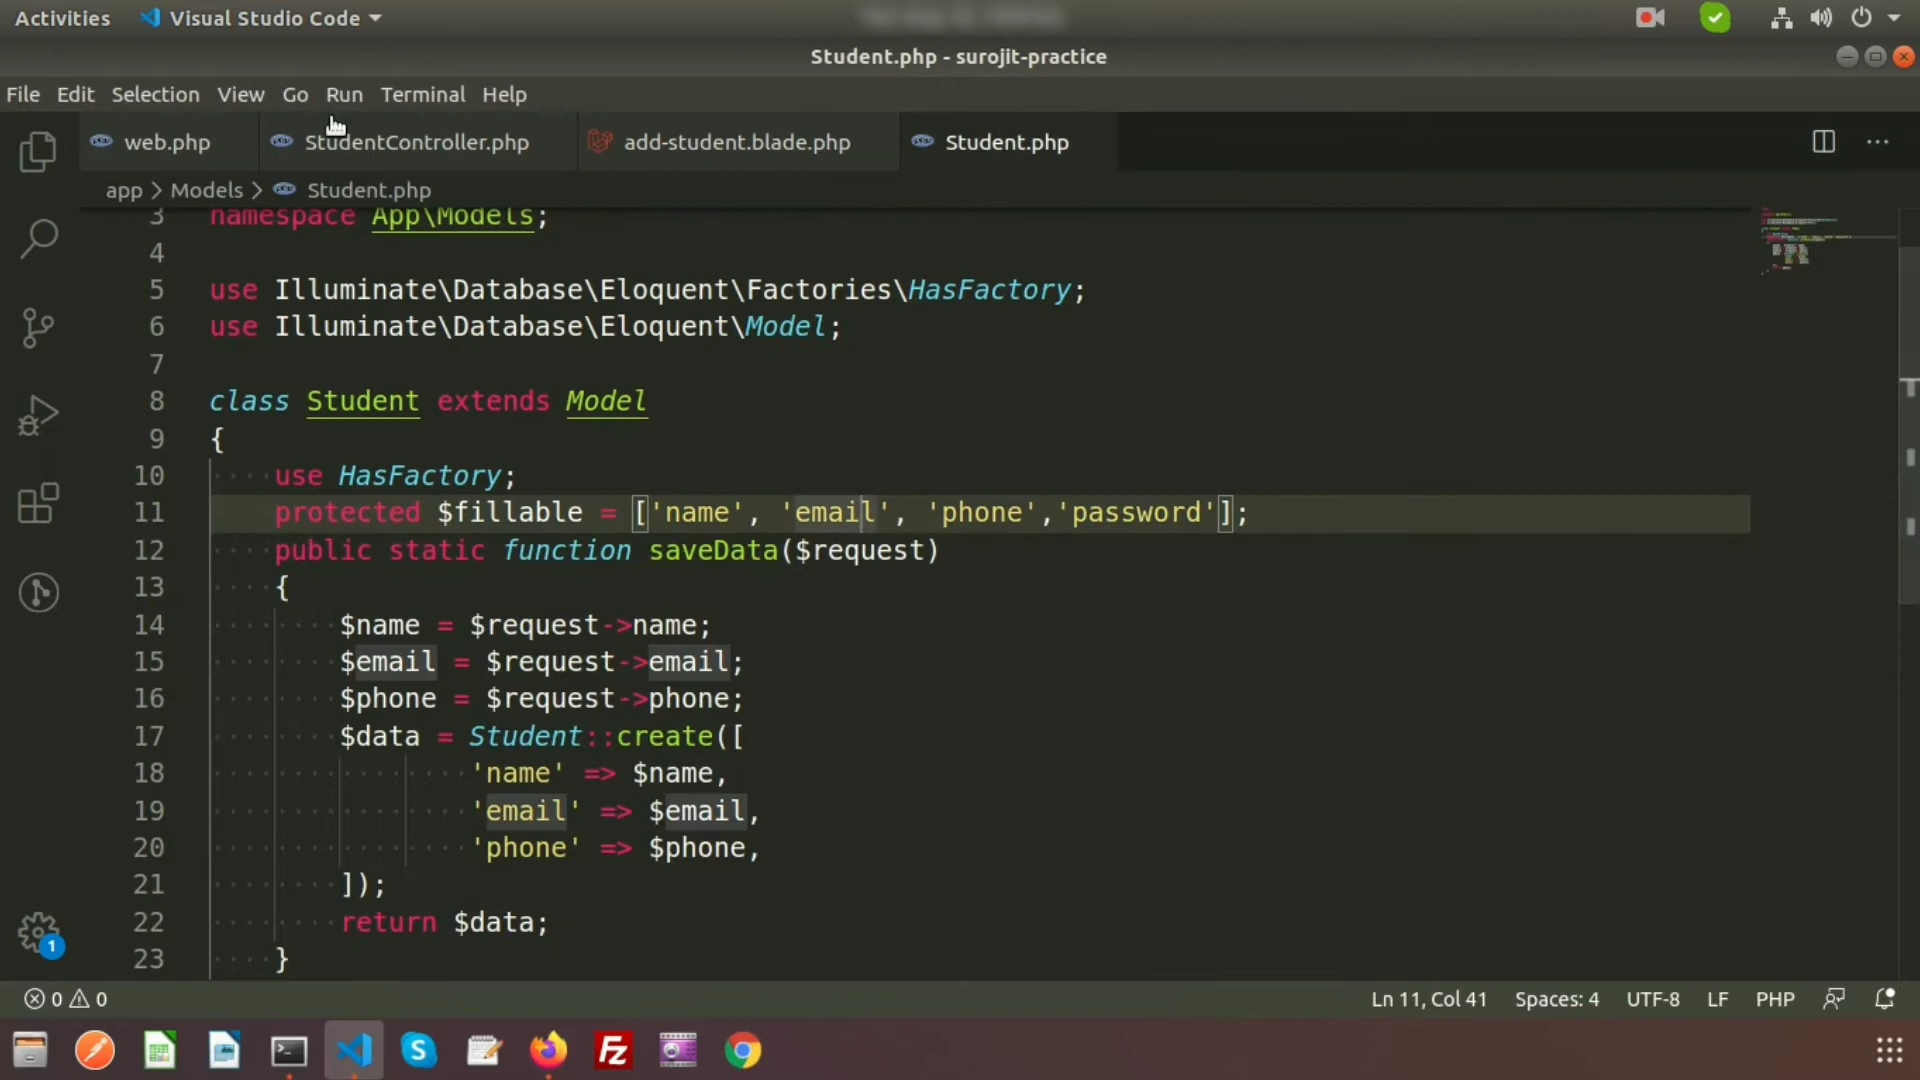 Activities
Visual Studio Code
Student.php - surojit-practice
File Edit Selection View Go Run Terminal Help
web.php
StudentController.php
add-student.blade.php
Student.php
app > Models > Student.php
3 namespace App\Models;
4
5 use Illuminate\Database\Eloquent\Factories\HasFactory;
6 use Illuminate\Database\Eloquent\Model;
7
8 class Student extends Model
9 {
10 use HasFactory;
11 protected $fillable = ['name', 'email', 'phone','password'];
12 public static function saveData($request)
13 {
14 $name = $request->name;
15 $email = $request->email;
16 $phone = $request->phone;
17 $data = Student::create([
18 'name' => $name,
19 'email' => $email,
20 'phone' => $phone,
21 ]);
22 return $data;
23 }
1
0 0
Ln 11, Col 41 Spaces: 4 UTF-8 LF PHP
S
Fz